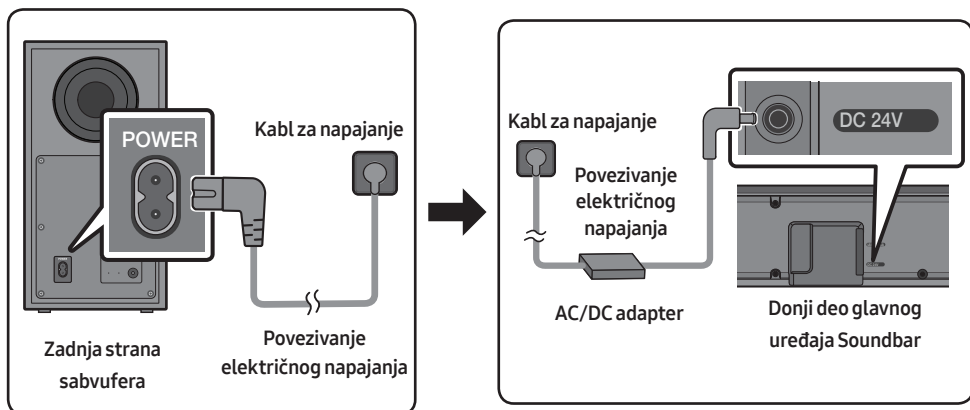 POWER
Kabl za napajanje
Zadnja strana
sabvufera
Povezivanje
električnog napajanja
Kabl za napajanje
DC 24V
Povezivanje
električnog
napajanja
AC/DC adapter
Donji deo glavnog
uređaja Soundbar